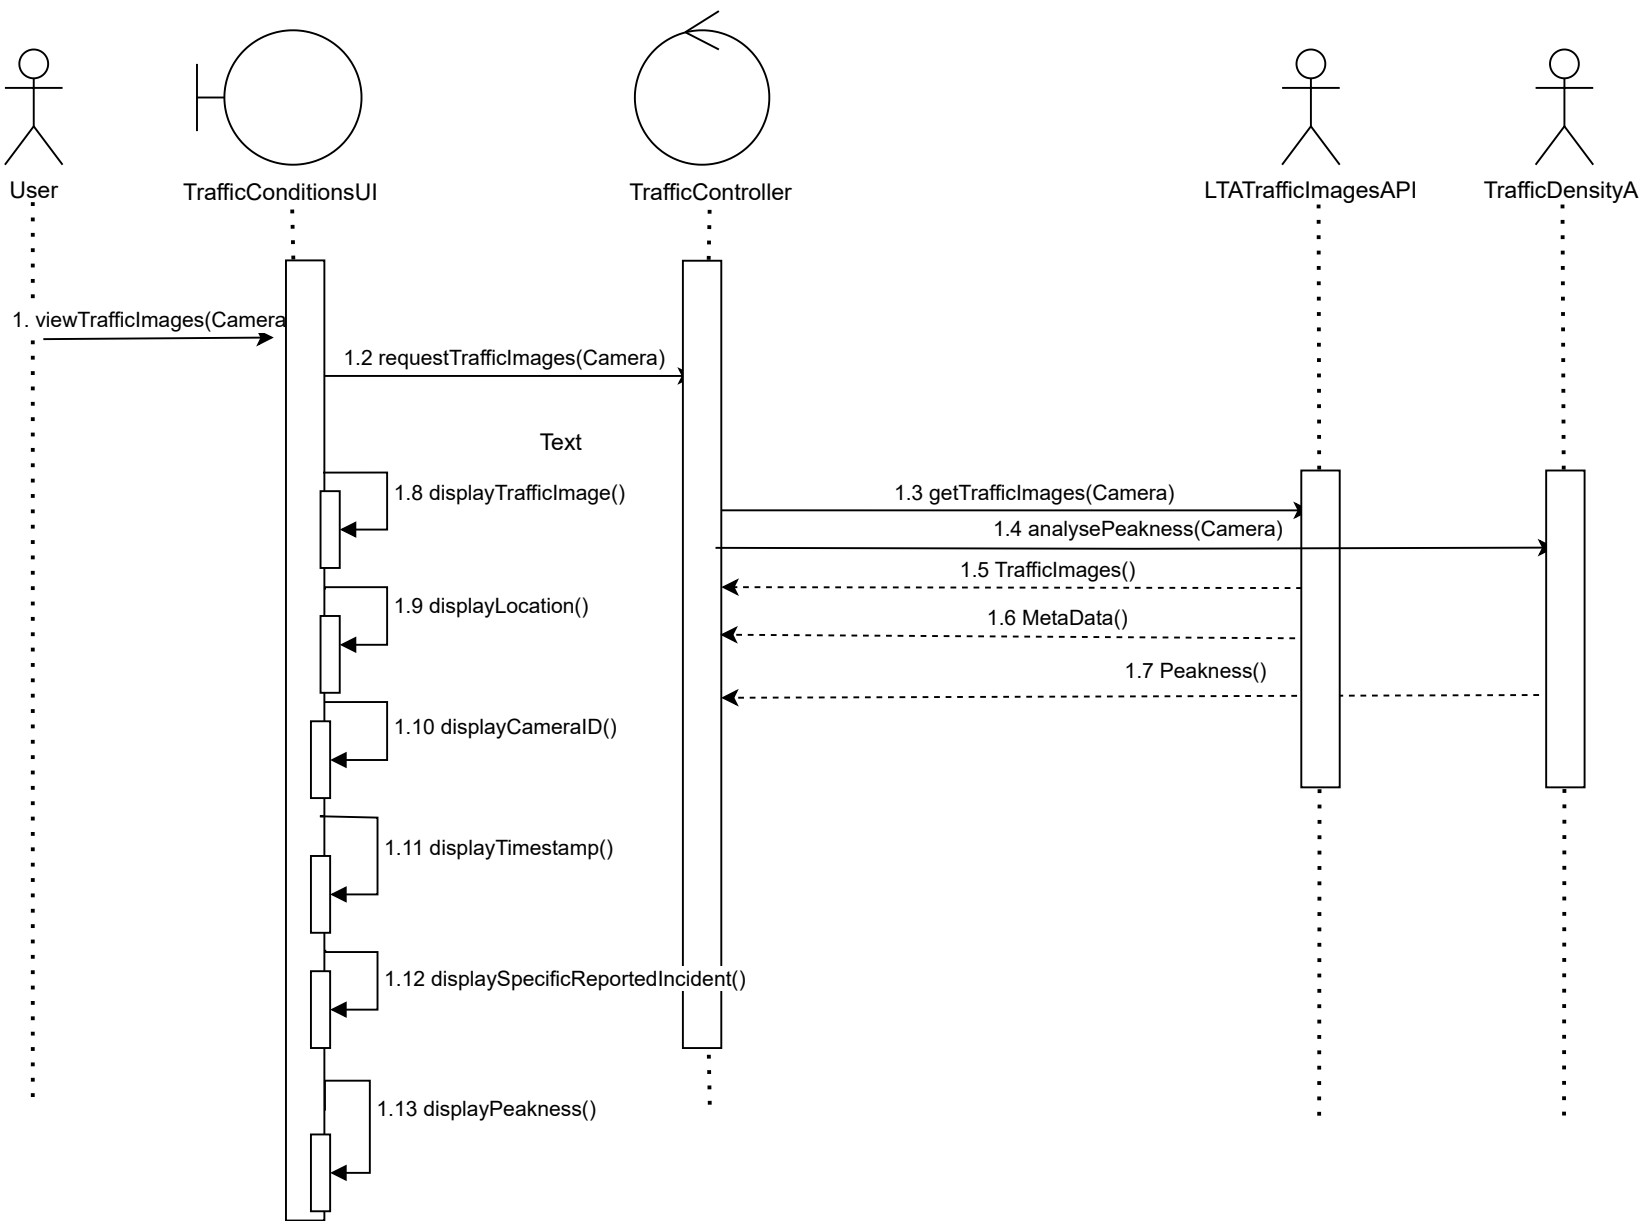 User
TrafficConditionsUI
TrafficController
LTATrafficImagesAPI
TrafficDensityA
1. viewTrafficImages(Camera
1.2 requestTrafficImages(Camera)
Text
1.8 displayTrafficImage()
1.3 getTrafficImages(Camera)
1.4 analysePeakness(Camera)
1.5 TrafficImages()
1.9 displayLocation()
1.6 MetaData()
1.7 Peakness()
1.10 displayCameraID()
1.11 displayTimestamp()
1.12 displaySpecificReportedIncident()
1.13 displayPeakness()